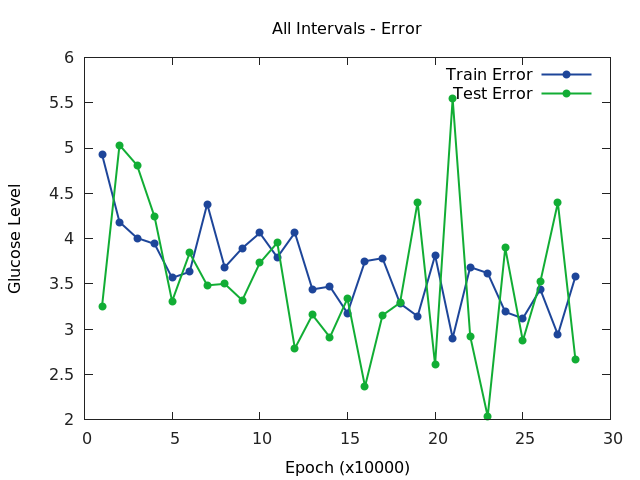 All Intervals - Error
Train Error
Test Error
6
5.5
5
4.5
4
3.5
3
2.5
2
Glucose Level
0 5 10 15 20 25 30
Epoch (x10000)